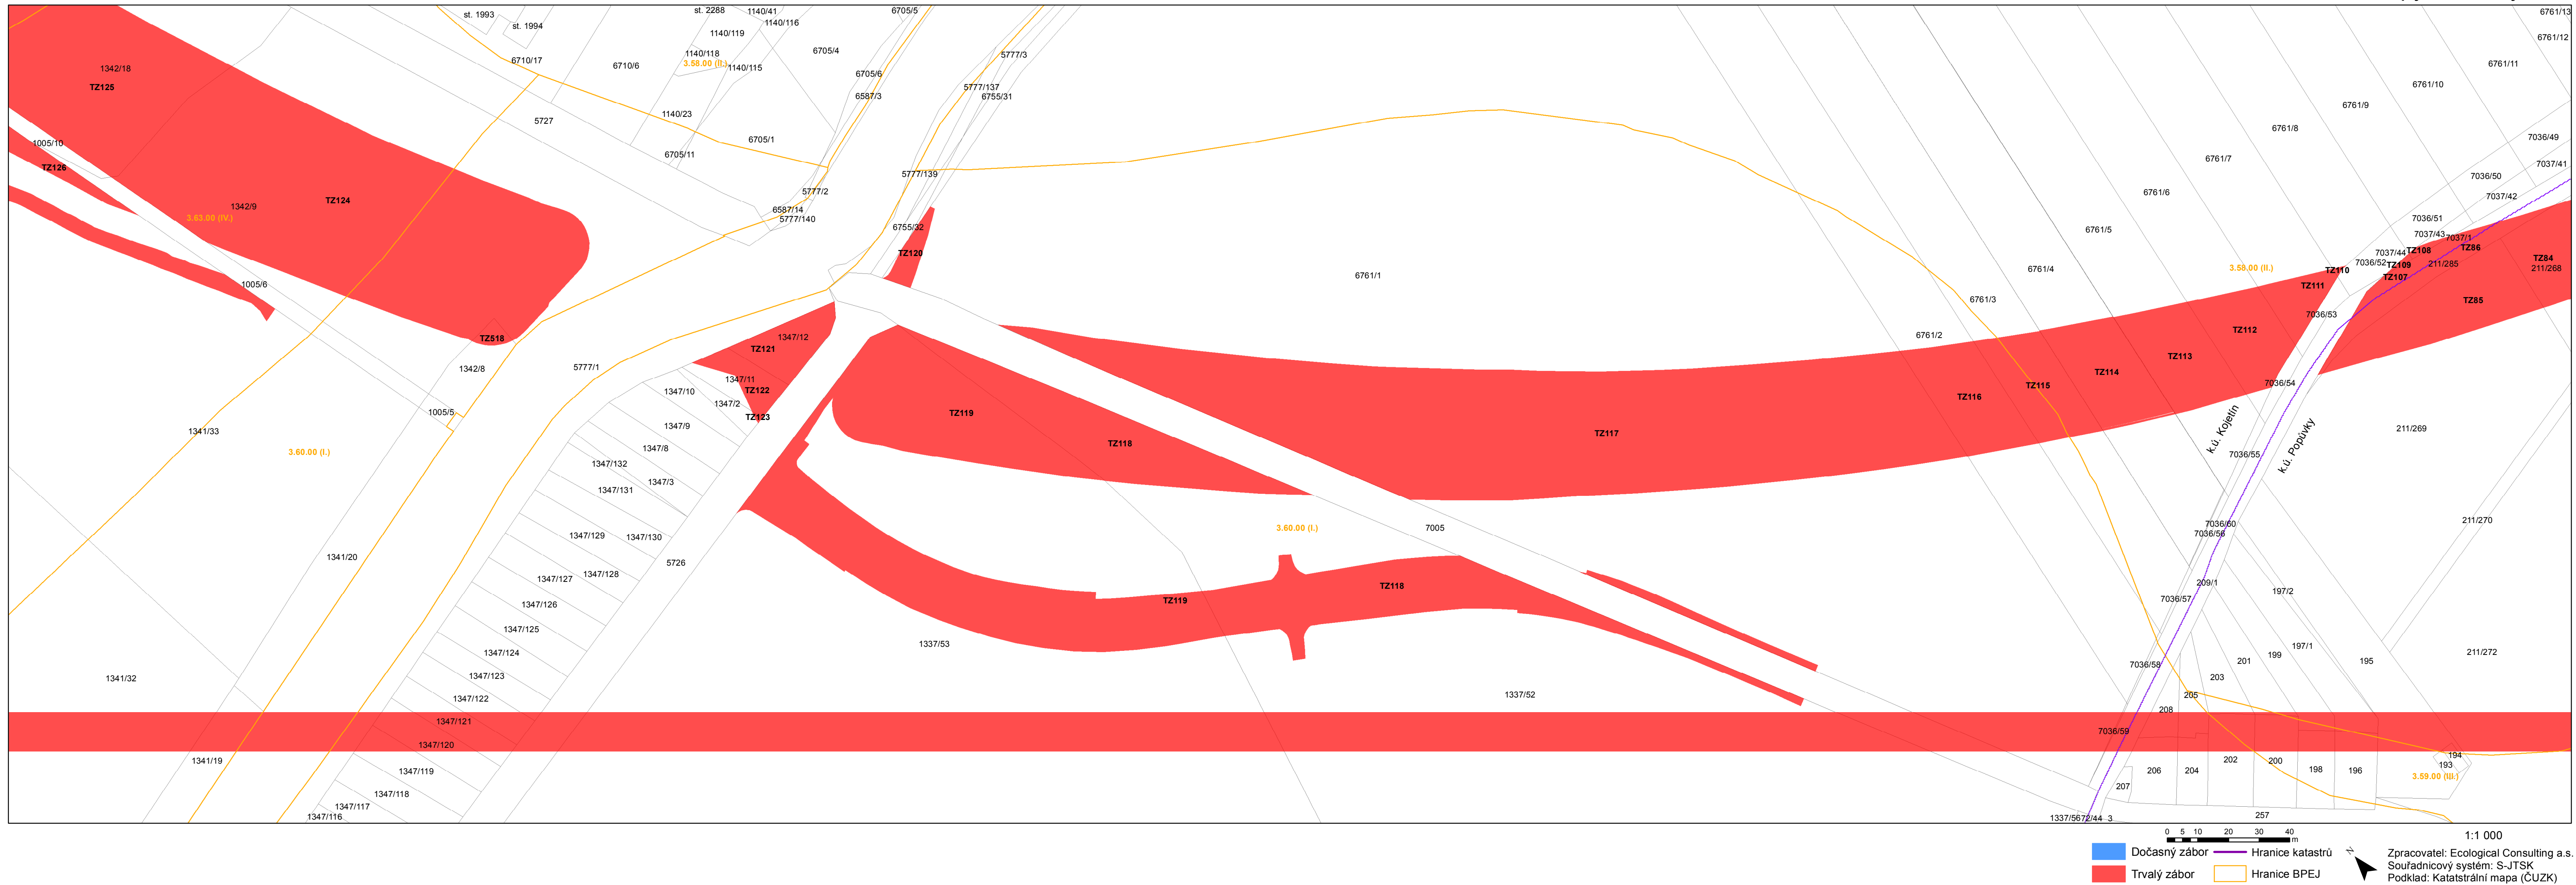 st. 1993
st. 1994
st. 2288
1140/41
1140/116
1140/119
6705/5
6761/13
6761/12
6761/11
6761/10
6761/9
6761/8
6761/7
6761/6
6761/5
6761/4
6761/3
6761/2
6761/1
1342/18
TZ125
6710/17
6710/6
1140/118
3.58.00 (II.)
1140/115
6705/4
6705/6
5777/3
5777/137
6755/31
6587/3
1140/23
5727
6705/1
6705/11
1005/10
TZ126
5777/139
5777/2
6587/14
5777/140
6755/32
TZ120
TZ124
1342/9
3.63.00 (IV.)
1005/6
TZ518
1342/8
5777/1
1005/5
1341/33
3.60.00 (I.)
1347/12
TZ121
1347/11
TZ122
TZ123
1347/10
1347/2
1347/9
1347/8
1347/132
1347/3
1347/131
1347/129
1347/130
5726
1347/127
1347/128
1347/126
1347/125
1347/124
1347/123
1347/122
1347/121
1347/120
1347/119
1347/118
1347/117
1347/116
1341/20
1341/32
1341/19
TZ119
TZ118
TZ117
TZ116
TZ115
TZ114
TZ113
TZ112
TZ111
TZ110
3.58.00 (II.)
7036/49
7037/41
7036/50
7037/42
7036/51
7037/43
7037/1
TZ86
TZ108
7037/44
7036/52
TZ109
TZ107
211/285
TZ84
211/268
TZ85
7036/53
7036/54
k.ú. Kojetín
k.ú. Popůvky
211/269
7036/55
211/270
7036/60
7036/56
3.60.00 (I.)
7005
TZ119
TZ118
1337/53
1337/52
209/1
7036/57
197/2
197/1
199
201
195
211/272
203
7036/58
205
208
7036/59
194
193
3.59.00 (III.)
206
204
202
200
198
196
207
257
0 5 10 20 30 40
m
1:1 000
Dočasný zábor
Hranice katastrů
Trvalý zábor
Hranice BPEJ
N
Zpracovatel: Ecological Consulting a.s.
Souřadnicový systém: S-JTSK
Podklad: Katatstrální mapa (ČUZK)